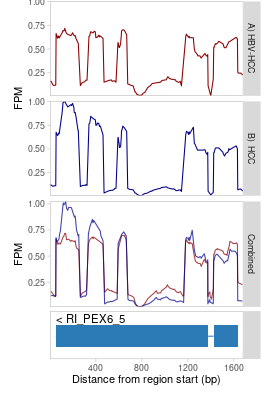 1.00
0.75
0.50
0.25
FPM
A) HBV-HCC
1.00
0.75
0.50
0.25
FPM
B) HCC
1.00
0.75
0.50
0.25
FPM
Combined
< RI_PEX6_5
400
800
1200
1600
Distance from region start (bp)